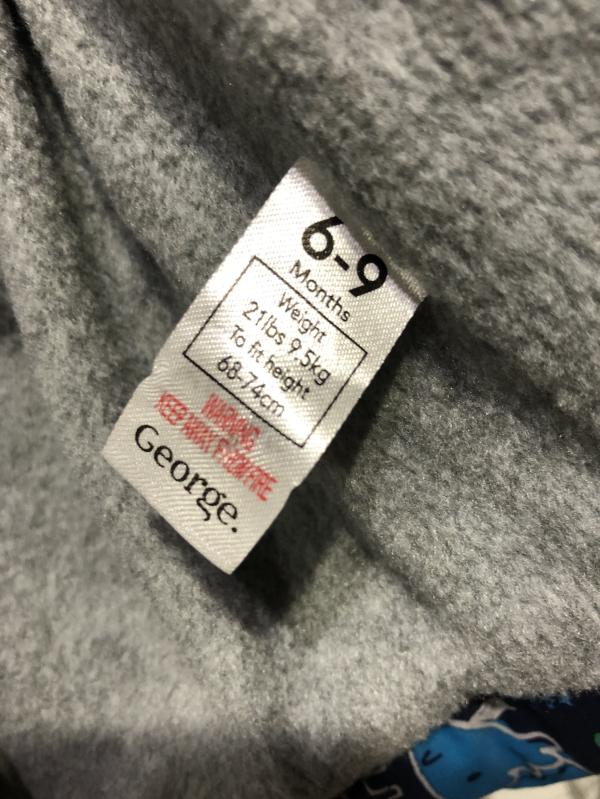 6-9
Months
Weight
21lbs 9.5kg
To fit height
68-74cm
WARNING
KEEP AWAY FROM FIRE
George.